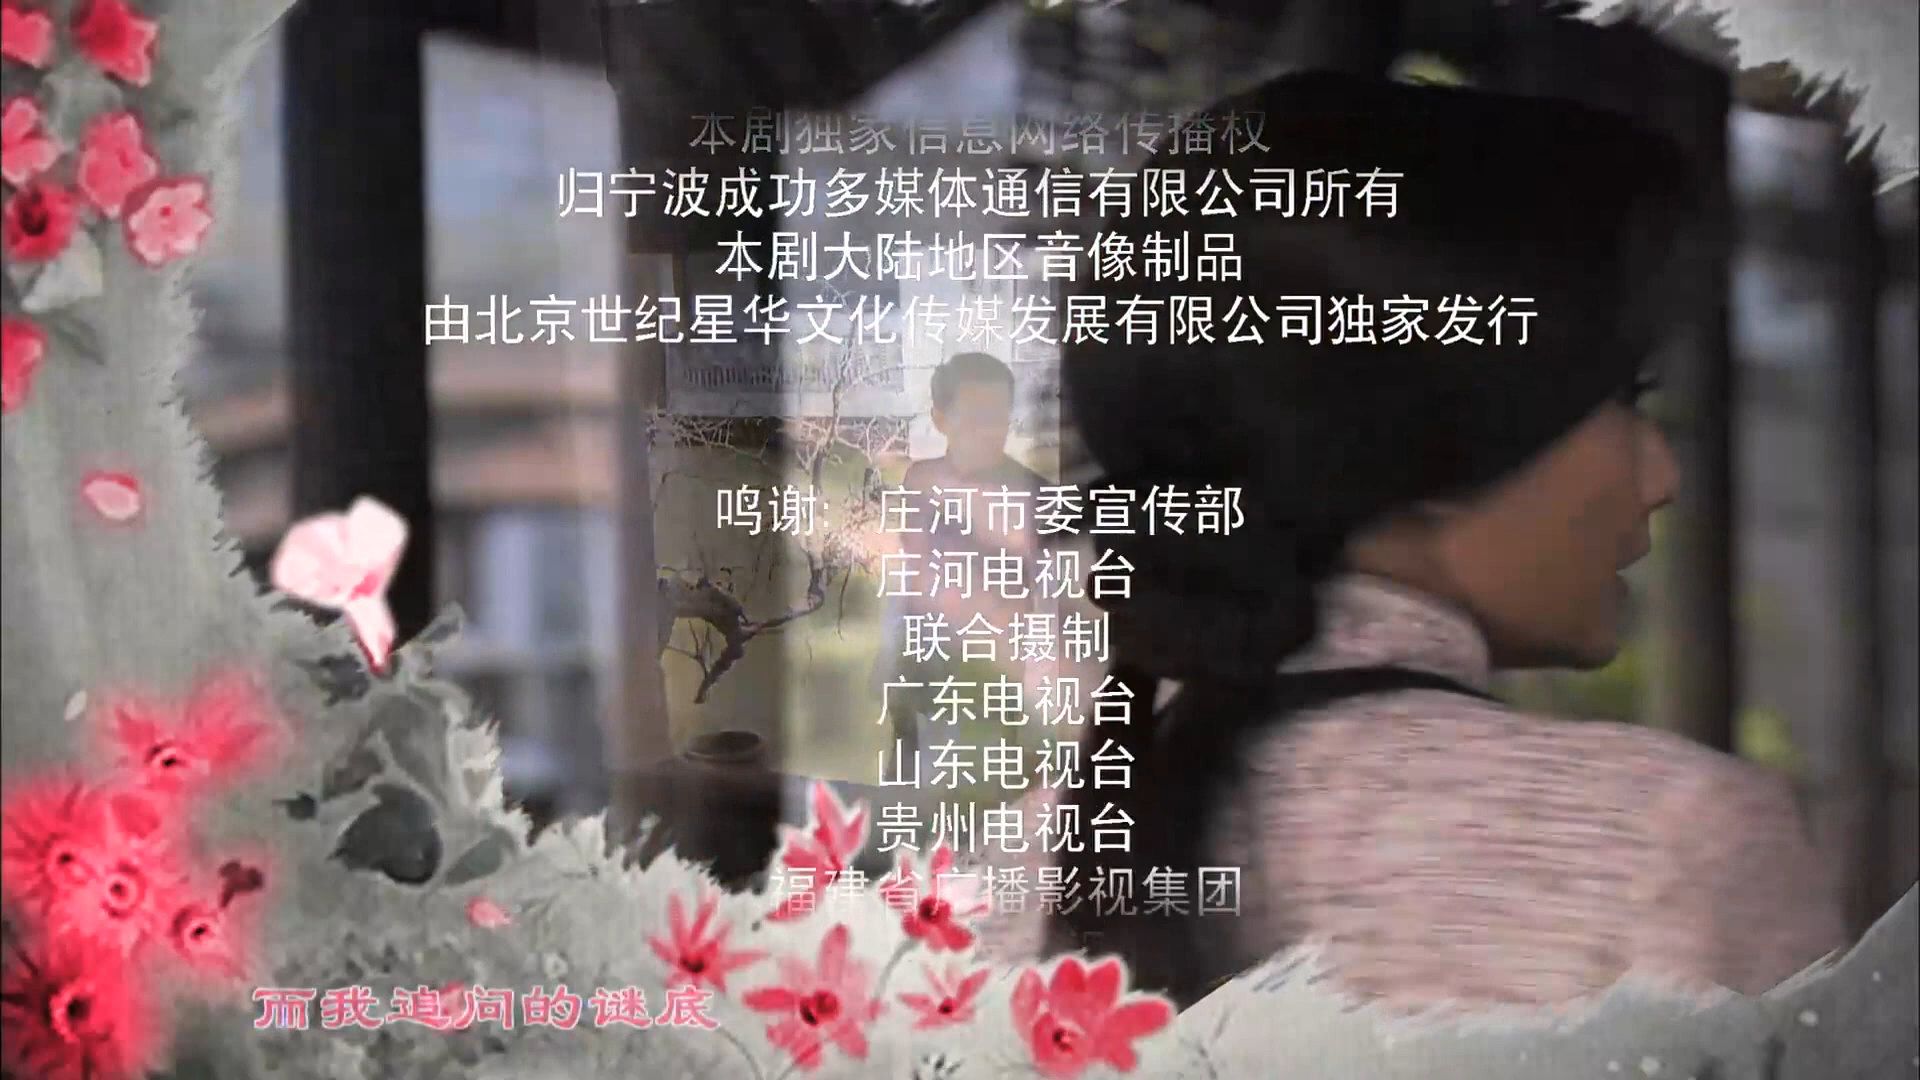 本剧独家信息网络传播权
归宁波成功多媒体通信有限公司所有
本剧大陆地区音像制品
由北京世纪星华文化传媒发展有限公司独家发行
鸣谢：庄河市委宣传部
庄河电视台
联合摄制
广东电视台
山东电视台
贵州电视台
福建省广播影视集团
而我追问的谜底